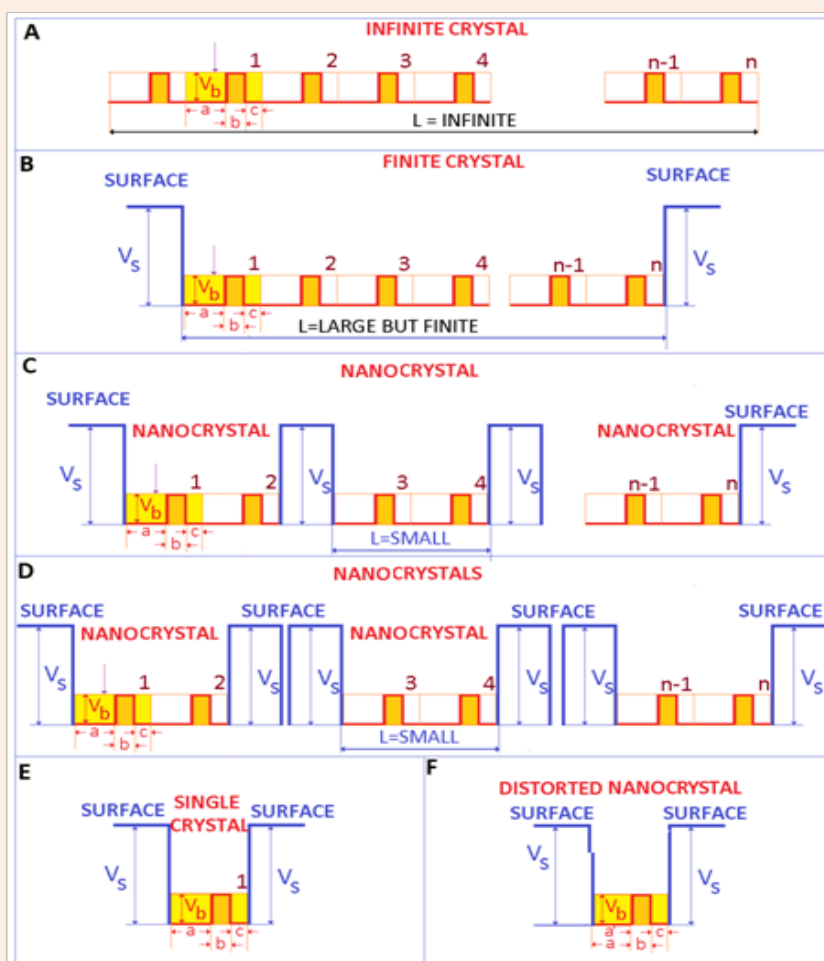 A
INFINITE CRYSTAL
1 2 3 4 n-1 n
Vb
a
b
c
L = INFINITE
B
FINITE CRYSTAL
SURFACE SURFACE
Vs Vs
1 2 3 4 n-1 n
Vb
a
b
c
L=LARGE BUT FINITE
C
NANOCRYSTAL
SURFACE SURFACE
NANOCRYSTAL NANOCRYSTAL
Vs Vs Vs Vs
1 2 3 4 n-1 n
Vb
a
b
c
L=SMALL
D
NANOCRYSTALS
SURFACE SURFACE SURFACE SURFACE
NANOCRYSTAL NANOCRYSTAL
Vs Vs Vs Vs Vs Vs
1 2 3 4 n-1 n
Vb
a
b
c
L=SMALL
E
SINGLE
SURFACE CRYSTAL SURFACE
Vs Vs
1
Vb
a
b
c
F
DISTORTED NANOCRYSTAL
SURFACE SURFACE
Vs Vs
Vb
a c
a b